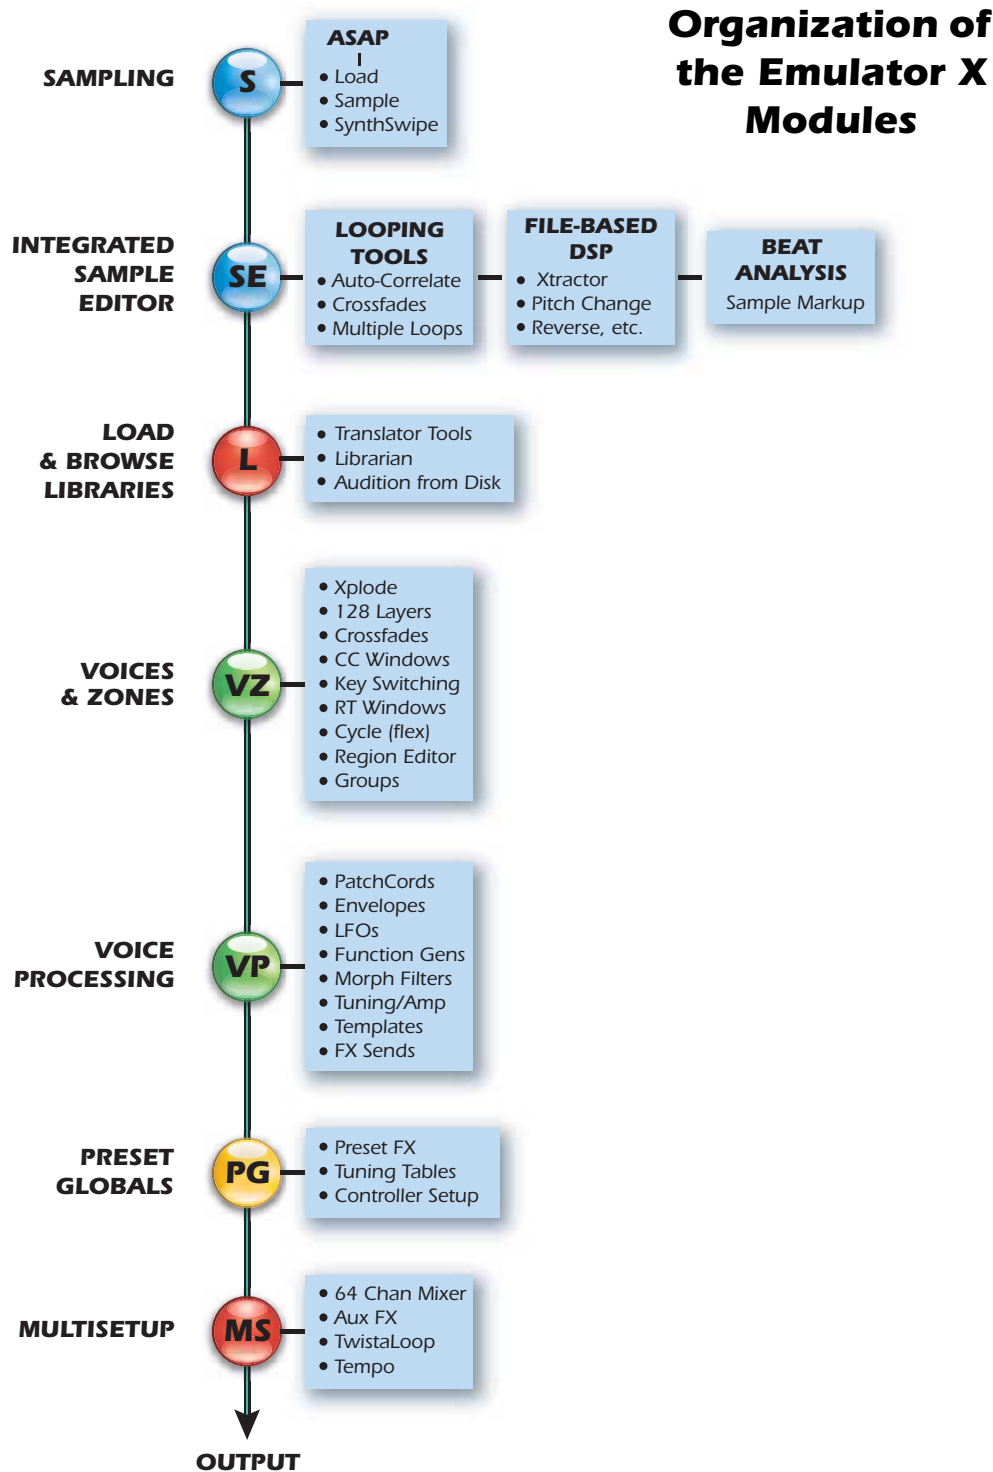 Organization of
the Emulator X
Modules
SAMPLING
S
ASAP
• Load
• Sample
• SynthSwipe
INTEGRATED
SAMPLE
EDITOR
SE
LOOPING
TOOLS
• Auto-Correlate
• Crossfades
• Multiple Loops
FILE-BASED
DSP
• Xtractor
• Pitch Change
• Reverse, etc.
BEAT
ANALYSIS
Sample Markup
LOAD
& BROWSE
LIBRARIES
L
• Translator Tools
• Librarian
• Audition from Disk
VOICES
& ZONES
VZ
• Xplode
• 128 Layers
• Crossfades
• CC Windows
• Key Switching
• RT Windows
• Cycle (flex)
• Region Editor
• Groups
VOICE
PROCESSING
VP
• PatchCords
• Envelopes
• LFOs
• Function Gens
• Morph Filters
• Tuning/Amp
• Templates
• FX Sends
PRESET
GLOBALS
PG
• Preset FX
• Tuning Tables
• Controller Setup
MULTISETUP
MS
• 64 Chan Mixer
• Aux FX
• TwistaLoop
• Tempo
OUTPUT